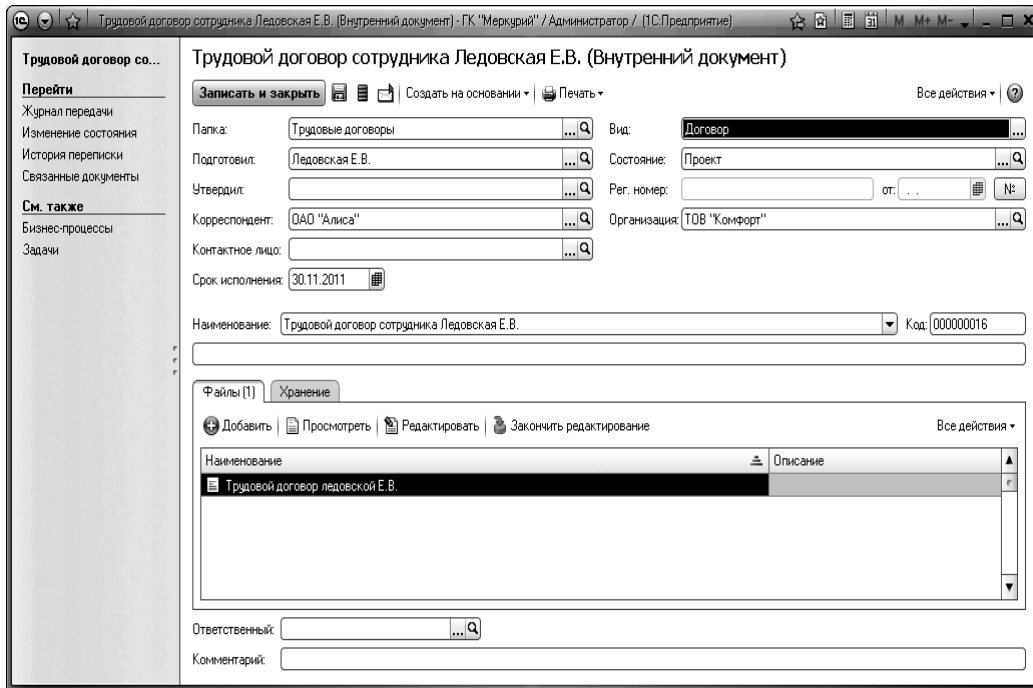 1С Трудовой договор сотрудника Ледовская Е.В. (Внутренний документ) - ГК "Меркурий" / Администратор / (1С:Предприятие) 31 M M+ M-
Трудовой договор со...
Перейти
Журнал передачи
Изменение состояния
История переписки
Связанные документы
См. также
Бизнес-процессы
Задачи
Трудовой договор сотрудника Ледовская Е.В. (Внутренний документ)
Записать и закрыть Создать на основании Печать Все действия ?
Папка: Трудовые договоры ... Вид: Договор ...
Подготовил: Ледовская Е.В. ... Состояние: Проект ...
Утвердил: ... Рег. номер: от: . . №
Корреспондент: ОАО "Алиса" ... Организация: ТОВ "Комфорт" ...
Контактное лицо: ...
Срок исполнения: 30.11.2011
Наименование: Трудовой договор сотрудника Ледовская Е.В. Код: 000000016
Файлы (1) Хранение
Добавить Просмотреть Редактировать Закончить редактирование Все действия
Наименование Описание
Трудовой договор ледовской Е.В.
Ответственный: ...
Комментарий: